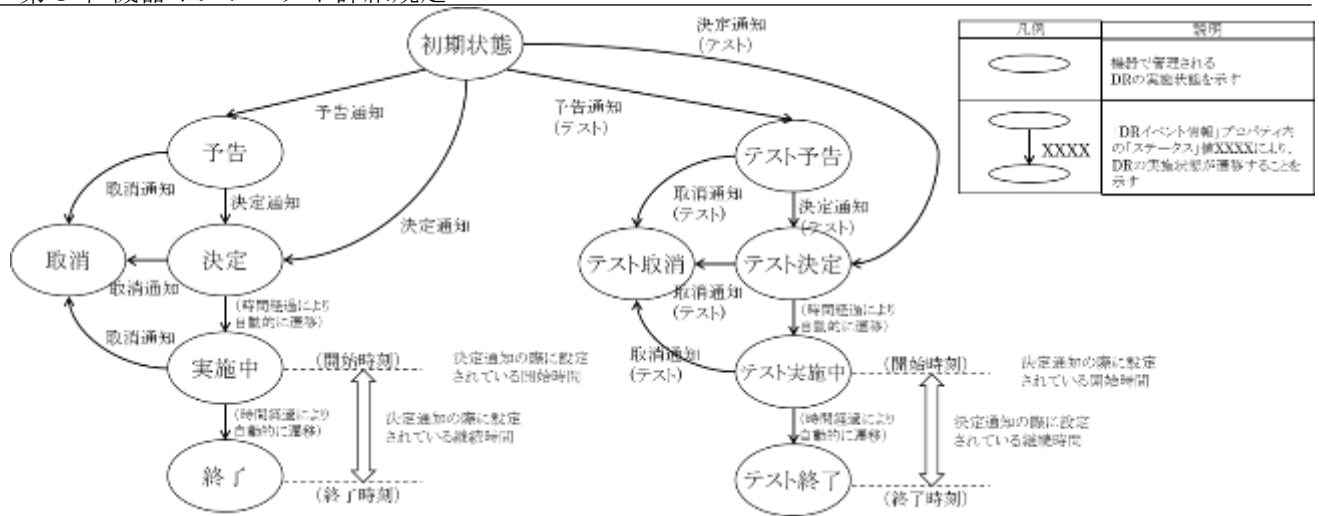 初期状態
決定通知
(テスト)
予告通知
予告通知
(テスト)
予告
テスト予告
取消通知
決定通知
取消通知
(テスト)
決定通知
(テスト)
決定通知
取消
決定
テスト取消
テスト決定
取消通知
(時間経過により
自動的に遷移)
取消通知
(テスト)
(時間経過により
自動的に遷移)
取消通知
取消通知
(テスト)
実施中
(開始時刻)
決定通知の際に設定
されている開始時間
テスト実施中
(開始時刻)
決定通知の際に設定
されている開始時間
(時間経過により
自動的に遷移)
決定通知の際に設定
されている継続時間
(時間経過により
自動的に遷移)
決定通知の際に設定
されている継続時間
終了
(終了時刻)
テスト終了
(終了時刻)
凡例
説明
機器で管理される
DRの実施状態を示す
XXXX
「DRイベント情報」プロパティ内
の「ステータス」値XXXXにより、
DRの実施状態が遷移することを
示す